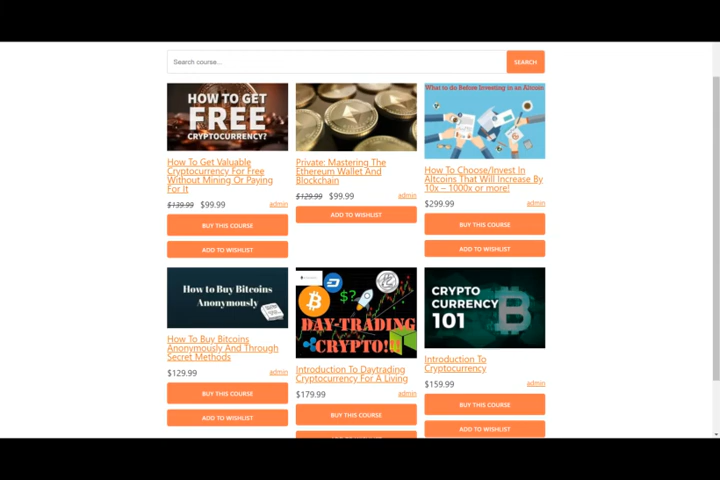 Search course...
SEARCH
HOW TO GET
FREE
CRYPTOCURRENCY?
How To Get Valuable
Cryptocurrency For Free
Without Mining Or Paying
For It
$139.99 $99.99 admin
BUY THIS COURSE
ADD TO WISHLIST
Private: Mastering The
Ethereum Wallet And
Blockchain
$129.99 $99.99 admin
ADD TO WISHLIST
What to do Before Investing in an Altcoin
How To Choose/Invest In
Altcoins That Will Increase By
10x – 1000x or more!
$299.99 admin
BUY THIS COURSE
ADD TO WISHLIST
How to Buy Bitcoins
Anonymously
How To Buy Bitcoins
Anonymously And Through
Secret Methods
$129.99 admin
BUY THIS COURSE
ADD TO WISHLIST
$?
DAY-TRADING
CRYPTO!!!
Introduction To Daytrading
Cryptocurrency For A Living
$179.99 admin
BUY THIS COURSE
CRYPTO
CURRENCY
101
Introduction To
Cryptocurrency
$159.99 admin
BUY THIS COURSE
ADD TO WISHLIST